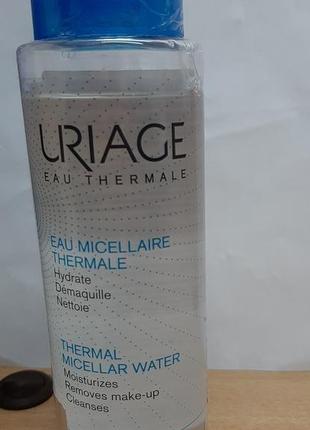 URIAGE
EAU THERMALE
EAU MICELLAIRE
THERMALE
Hydrate
Démaquille
Nettoie
THERMAL
MICELLAR WATER
Moisturizes
Removes make-up
Cleanses